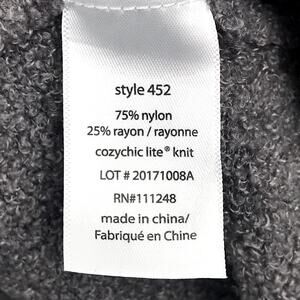 style 452
75% nylon
25% rayon / rayonne
cozychic lite® knit
LOT # 20171008A
RN#111248
made in china/
Fabriqué en Chine